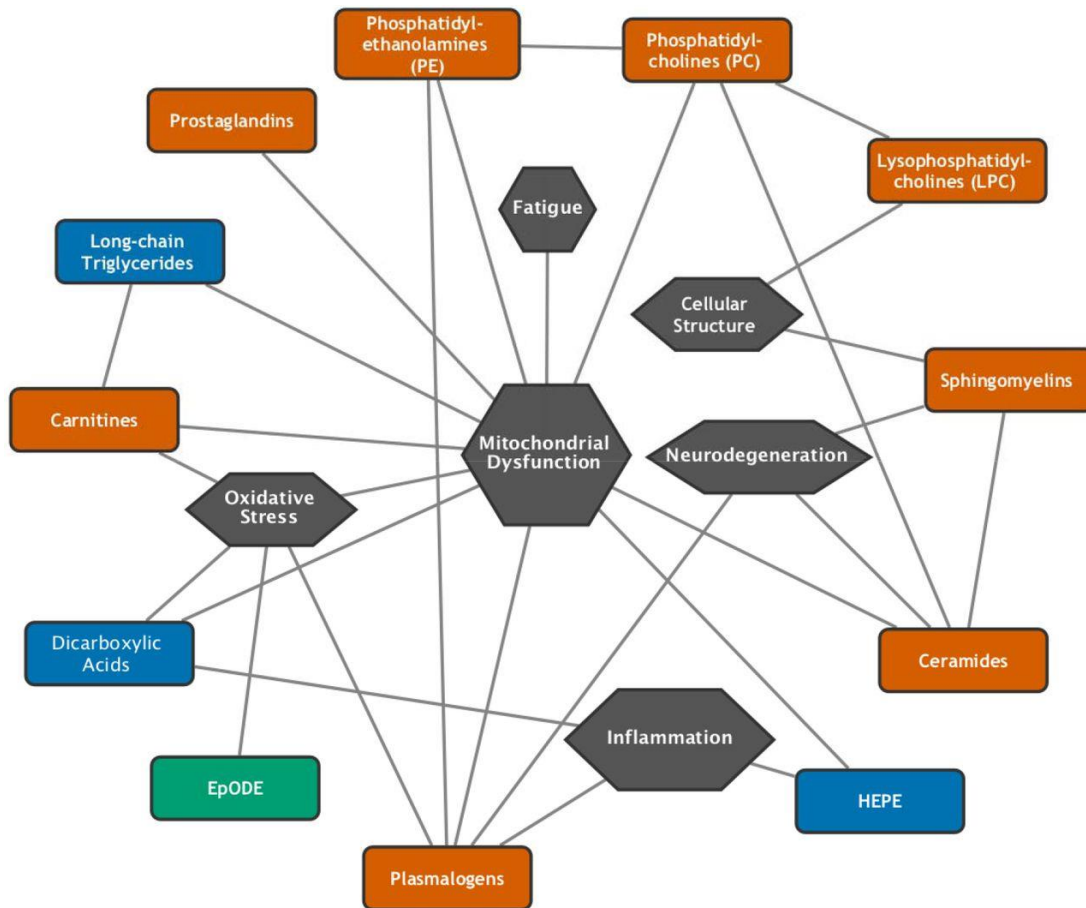 Phosphatidyl-
ethanolamines
(PE)
Phosphatidyl-
cholines (PC)
Prostaglandins
Lysophosphatidyl-
cholines (LPC)
Fatigue
Long-chain
Triglycerides
Cellular
Structure
Sphingomyelins
Carnitines
Mitochondrial
Dysfunction
Neurodegeneration
Oxidative
Stress
Dicarboxylic
Acids
Ceramides
Inflammation
EpODE
HEPE
Plasmalogens